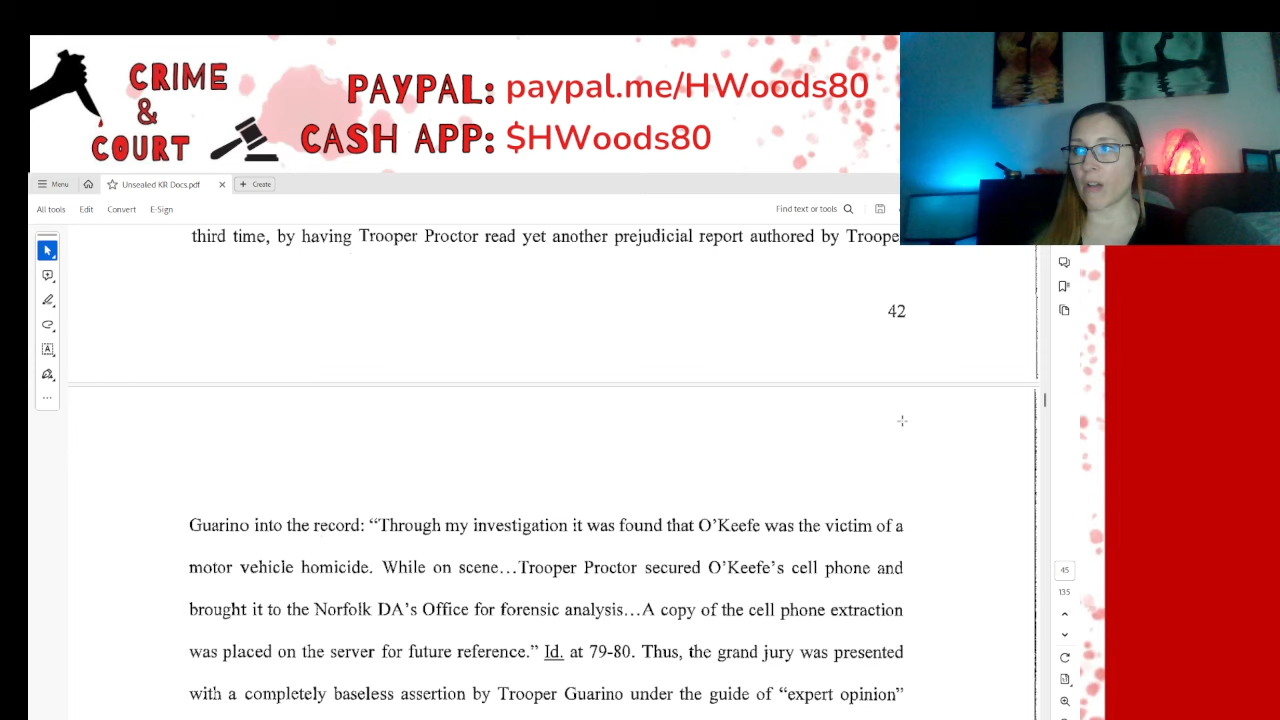 CRIME
&
COURT
PAYPAL: paypal.me/HWoods80
CASH APP: $HWoods80
Menu
Unsealed KR Docs.pdf
Create
All tools
Edit
Convert
E-Sign
Find text or tools
third time, by having Trooper Proctor read yet another prejudicial report authored by Trooper
42
Guarino into the record: “Through my investigation it was found that O’Keefe was the victim of a
motor vehicle homicide. While on scene…Trooper Proctor secured O’Keefe’s cell phone and
brought it to the Norfolk DA’s Office for forensic analysis…A copy of the cell phone extraction
was placed on the server for future reference.” Id. at 79-80. Thus, the grand jury was presented
with a completely baseless assertion by Trooper Guarino under the guide of “expert opinion”
45
135